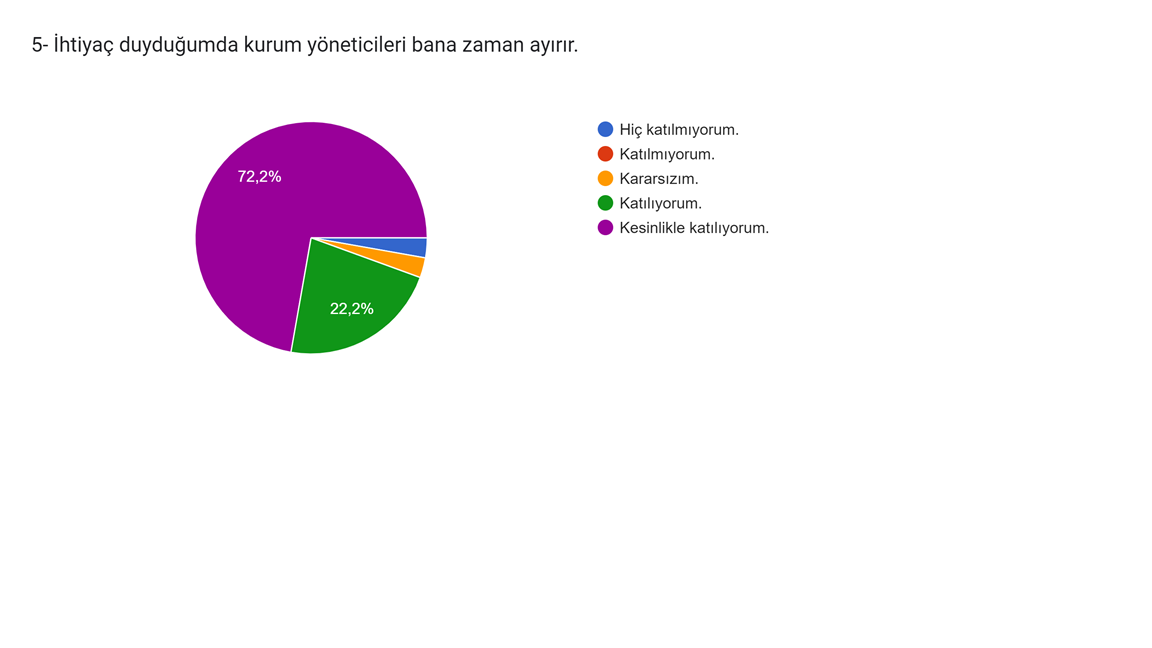 5- İhtiyaç duyduğumda kurum yöneticileri bana zaman ayırır.
72,2%
22,2%
Hiç katılmıyorum.
Katılmıyorum.
Kararsızım.
Katılıyorum.
Kesinlikle katılıyorum.